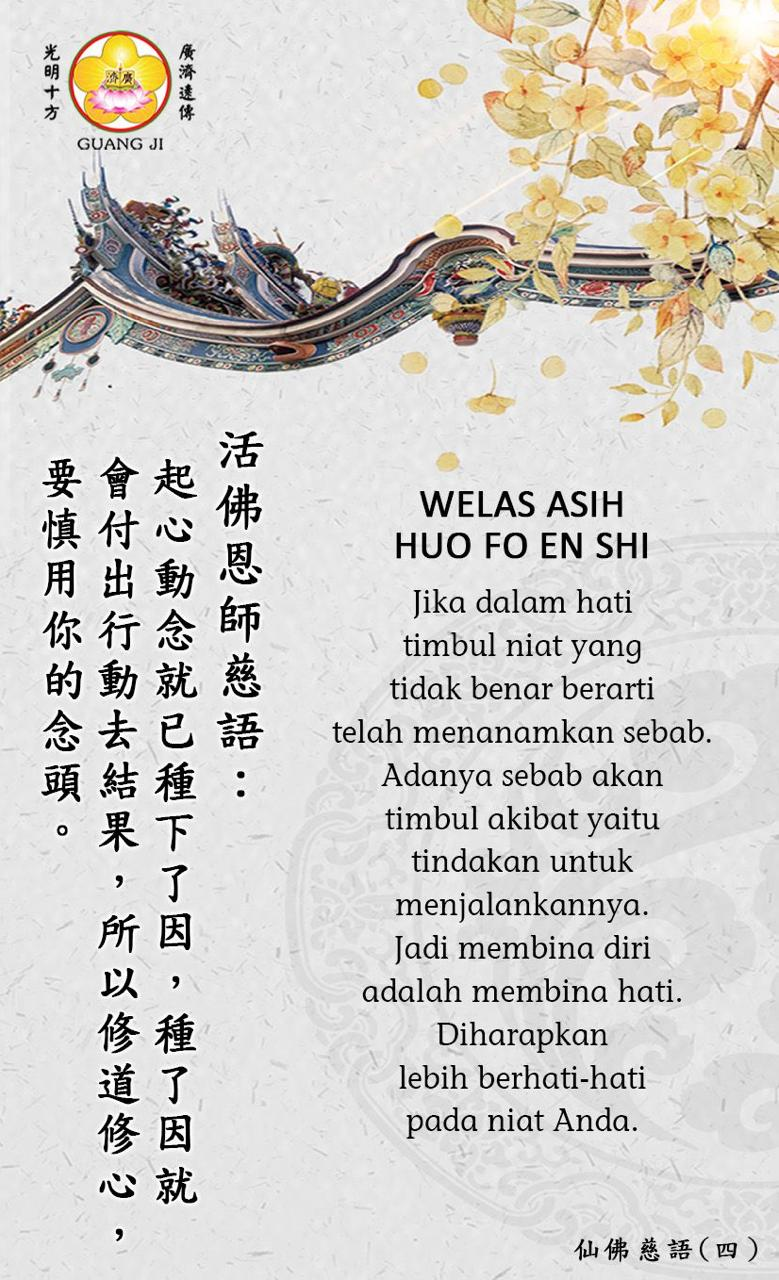 光明十方
廣濟
廣濟遠傳
GUANG JI
活佛恩師慈語：
起心動念就已種下了因，種了因就
會付出行動去結果，所以修道修心，
要慎用你的念頭。
WELAS ASIH
HUO FO EN SHI
Jika dalam hati
timbul niat yang
tidak benar berarti
telah menanamkan sebab.
Adanya sebab akan
timbul akibat yaitu
tindakan untuk
menjalankannya.
Jadi membina diri
adalah membina hati.
Diharapkan
lebih berhati-hati
pada niat Anda.
仙佛慈語(四)